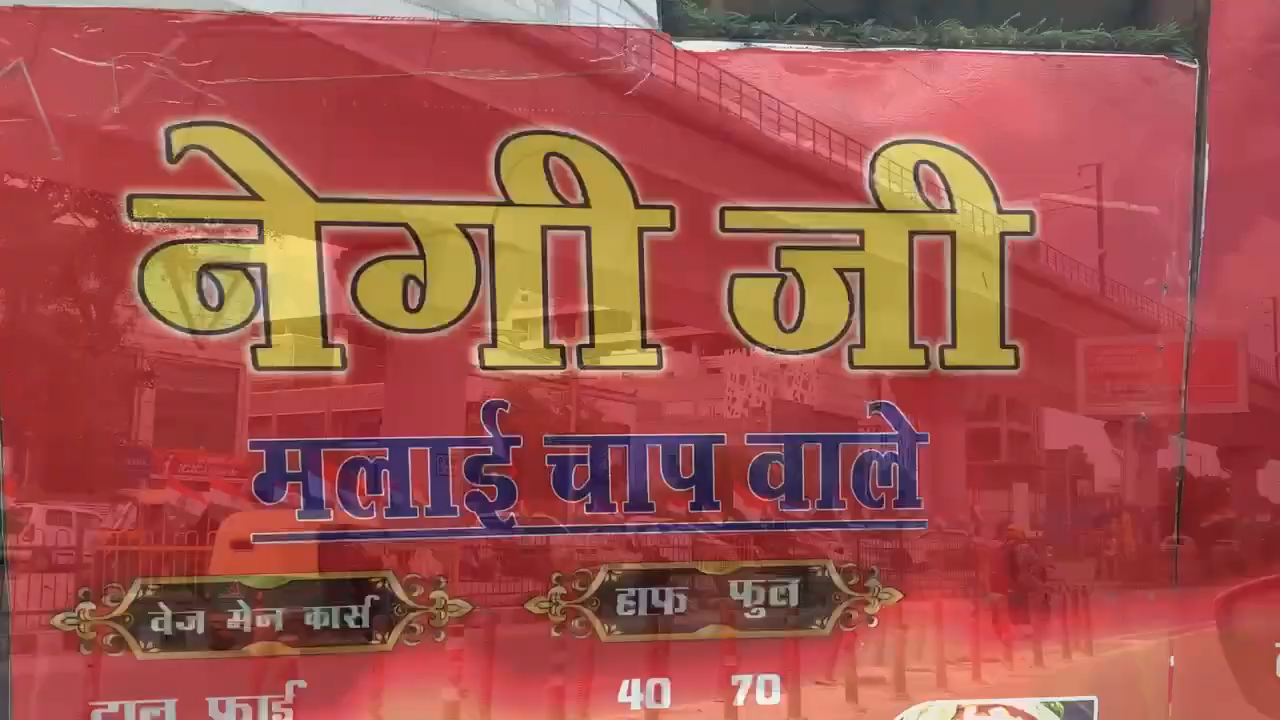 नेगी जी
मलाई चाप वाले
वेज मेन कार्स हाफ फुल
दाल फ्राई 40 70